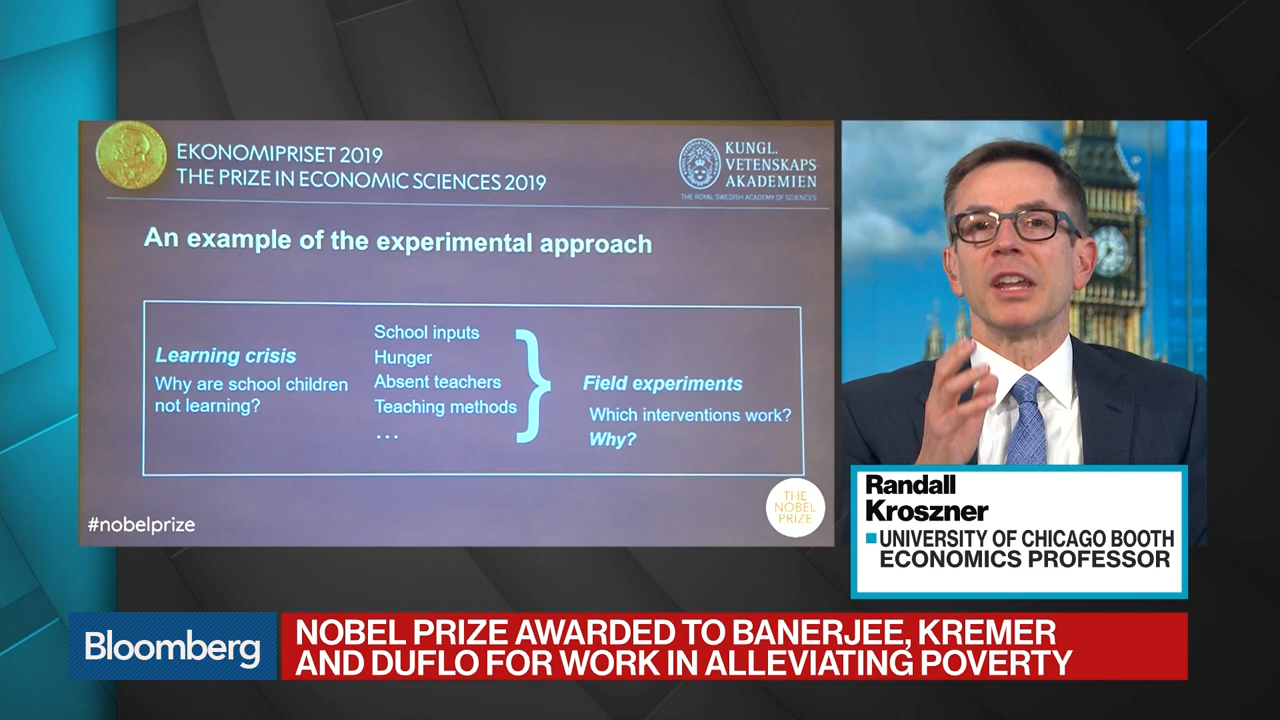 EKONOMIPRISET 2019
THE PRIZE IN ECONOMIC SCIENCES 2019
KUNGL.
VETENSKAPS
AKADEMIEN
THE ROYAL SWEDISH ACADEMY OF SCIENCES
An example of the experimental approach
Learning crisis
Why are school children
not learning?
School inputs
Hunger
Absent teachers
Teaching methods
...
Field experiments
Which interventions work?
Why?
#nobelprize
THE
NOBEL
PRIZE
Randall
Kroszner
UNIVERSITY OF CHICAGO BOOTH
ECONOMICS PROFESSOR
Bloomberg
NOBEL PRIZE AWARDED TO BANERJEE, KREMER
AND DUFLO FOR WORK IN ALLEVIATING POVERTY